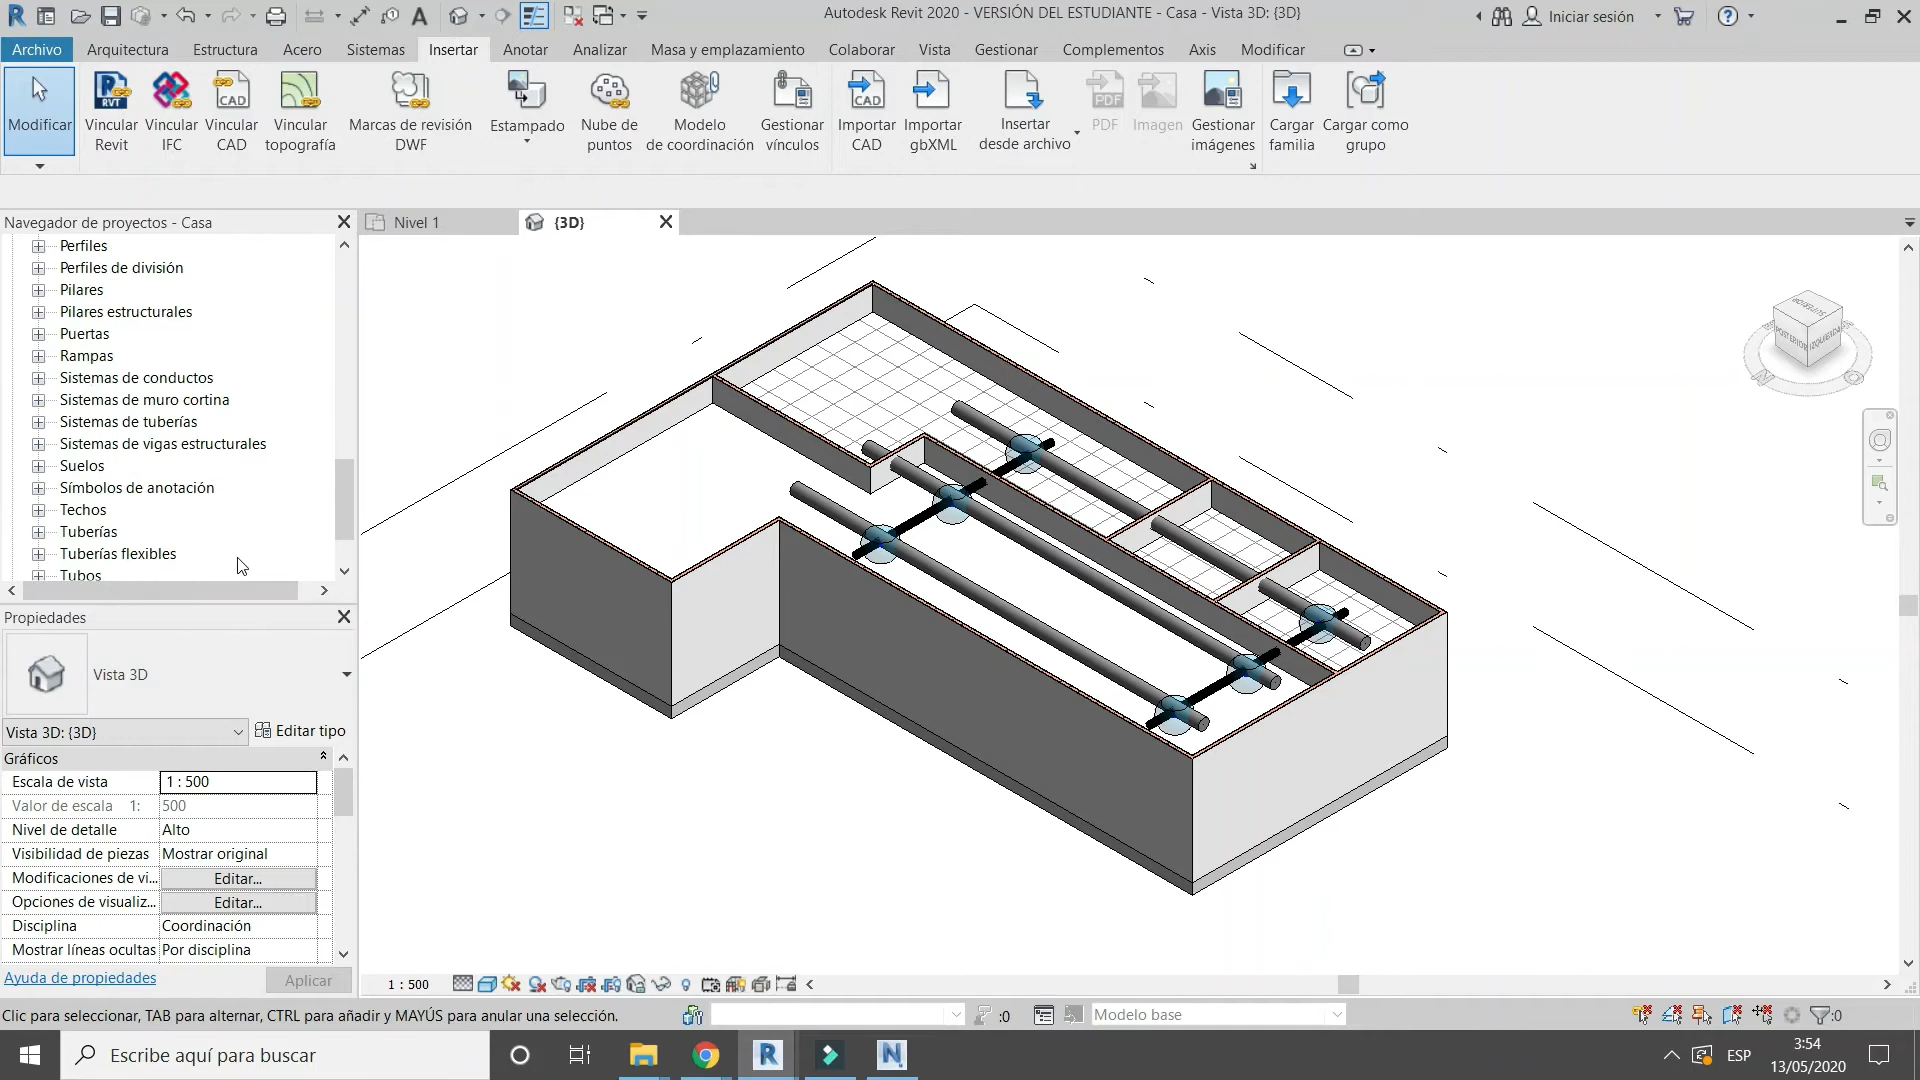 Autodesk Revit 2020 - VERSIÓN DEL ESTUDIANTE - Casa - Vista 3D: {3D}
Iniciar sesión
Archivo Arquitectura Estructura Acero Sistemas Insertar Anotar Analizar Masa y emplazamiento Colaborar Vista Gestionar Complementos Axis Modificar
Modificar
Vincular Revit
Vincular IFC
Vincular CAD
Vincular topografía
Marcas de revisión DWF
Estampado
Nube de puntos
Modelo de coordinación
Gestionar vínculos
Importar CAD
Importar gbXML
Insertar desde archivo
PDF
Imagen
Gestionar imágenes
Cargar familia
Cargar como grupo
Navegador de proyectos - Casa
Nivel 1
{3D}
Perfiles
Perfiles de división
Pilares
Pilares estructurales
Puertas
Rampas
Sistemas de conductos
Sistemas de muro cortina
Sistemas de tuberías
Sistemas de vigas estructurales
Suelos
Símbolos de anotación
Techos
Tuberías
Tuberías flexibles
Tubos
POSTERIOR
IZQUIERDA
N
O
Propiedades
Vista 3D
Vista 3D: {3D}
Editar tipo
Gráficos
Escala de vista 1 : 500
Valor de escala 1: 500
Nivel de detalle Alto
Visibilidad de piezas Mostrar original
Modificaciones de vi... Editar...
Opciones de visualiz... Editar...
Disciplina Coordinación
Mostrar líneas ocultas Por disciplina
Ayuda de propiedades
Aplicar
1 : 500
Clic para seleccionar, TAB para alternar, CTRL para añadir y MAYÚS para anular una selección.
:0
Modelo base
:0
Escribe aquí para buscar
ESP
3:54
13/05/2020